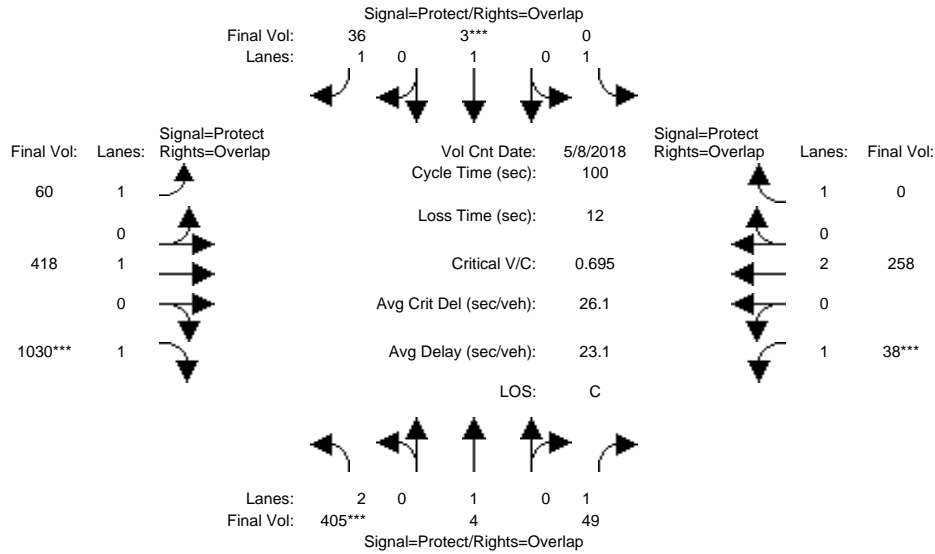 Signal=Protect/Rights=Overlap
Final Vol: 36 3*** 0
Lanes: 1 0 1 0 1
Signal=Protect
Final Vol: Lanes: Rights=Overlap
Vol Cnt Date: 5/8/2018
Signal=Protect
Rights=Overlap Lanes: Final Vol:
Cycle Time (sec): 100
60 1
1 0
Loss Time (sec): 12
0
0
418 1
Critical V/C: 0.695
2 258
0
Avg Crit Del (sec/veh): 26.1
0
1030*** 1
Avg Delay (sec/veh): 23.1
1 38***
LOS: C
Lanes: 2 0 1 0 1
Final Vol: 405*** 4 49
Signal=Protect/Rights=Overlap